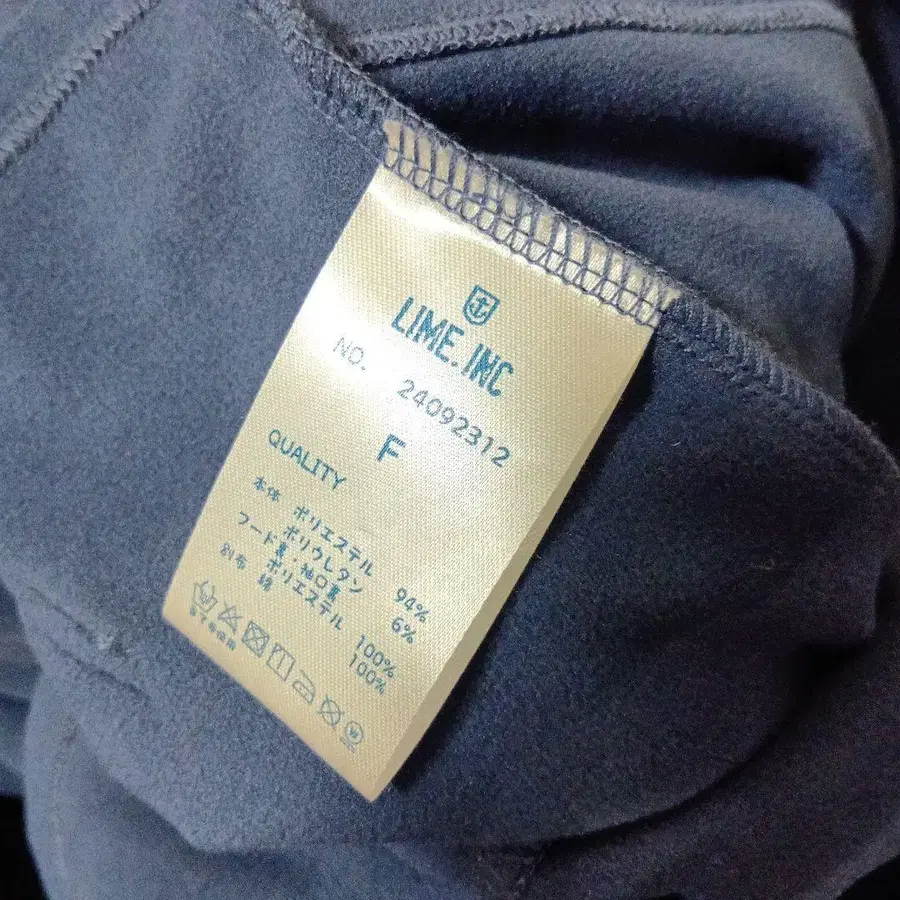 LIME.INC
NO. 24092312
F
QUALITY
本体 ポリエステル 94%
ポリウレタン 6%
フード裏・袖口裏
ポリエステル 100%
別布 綿 100%
Steam
W